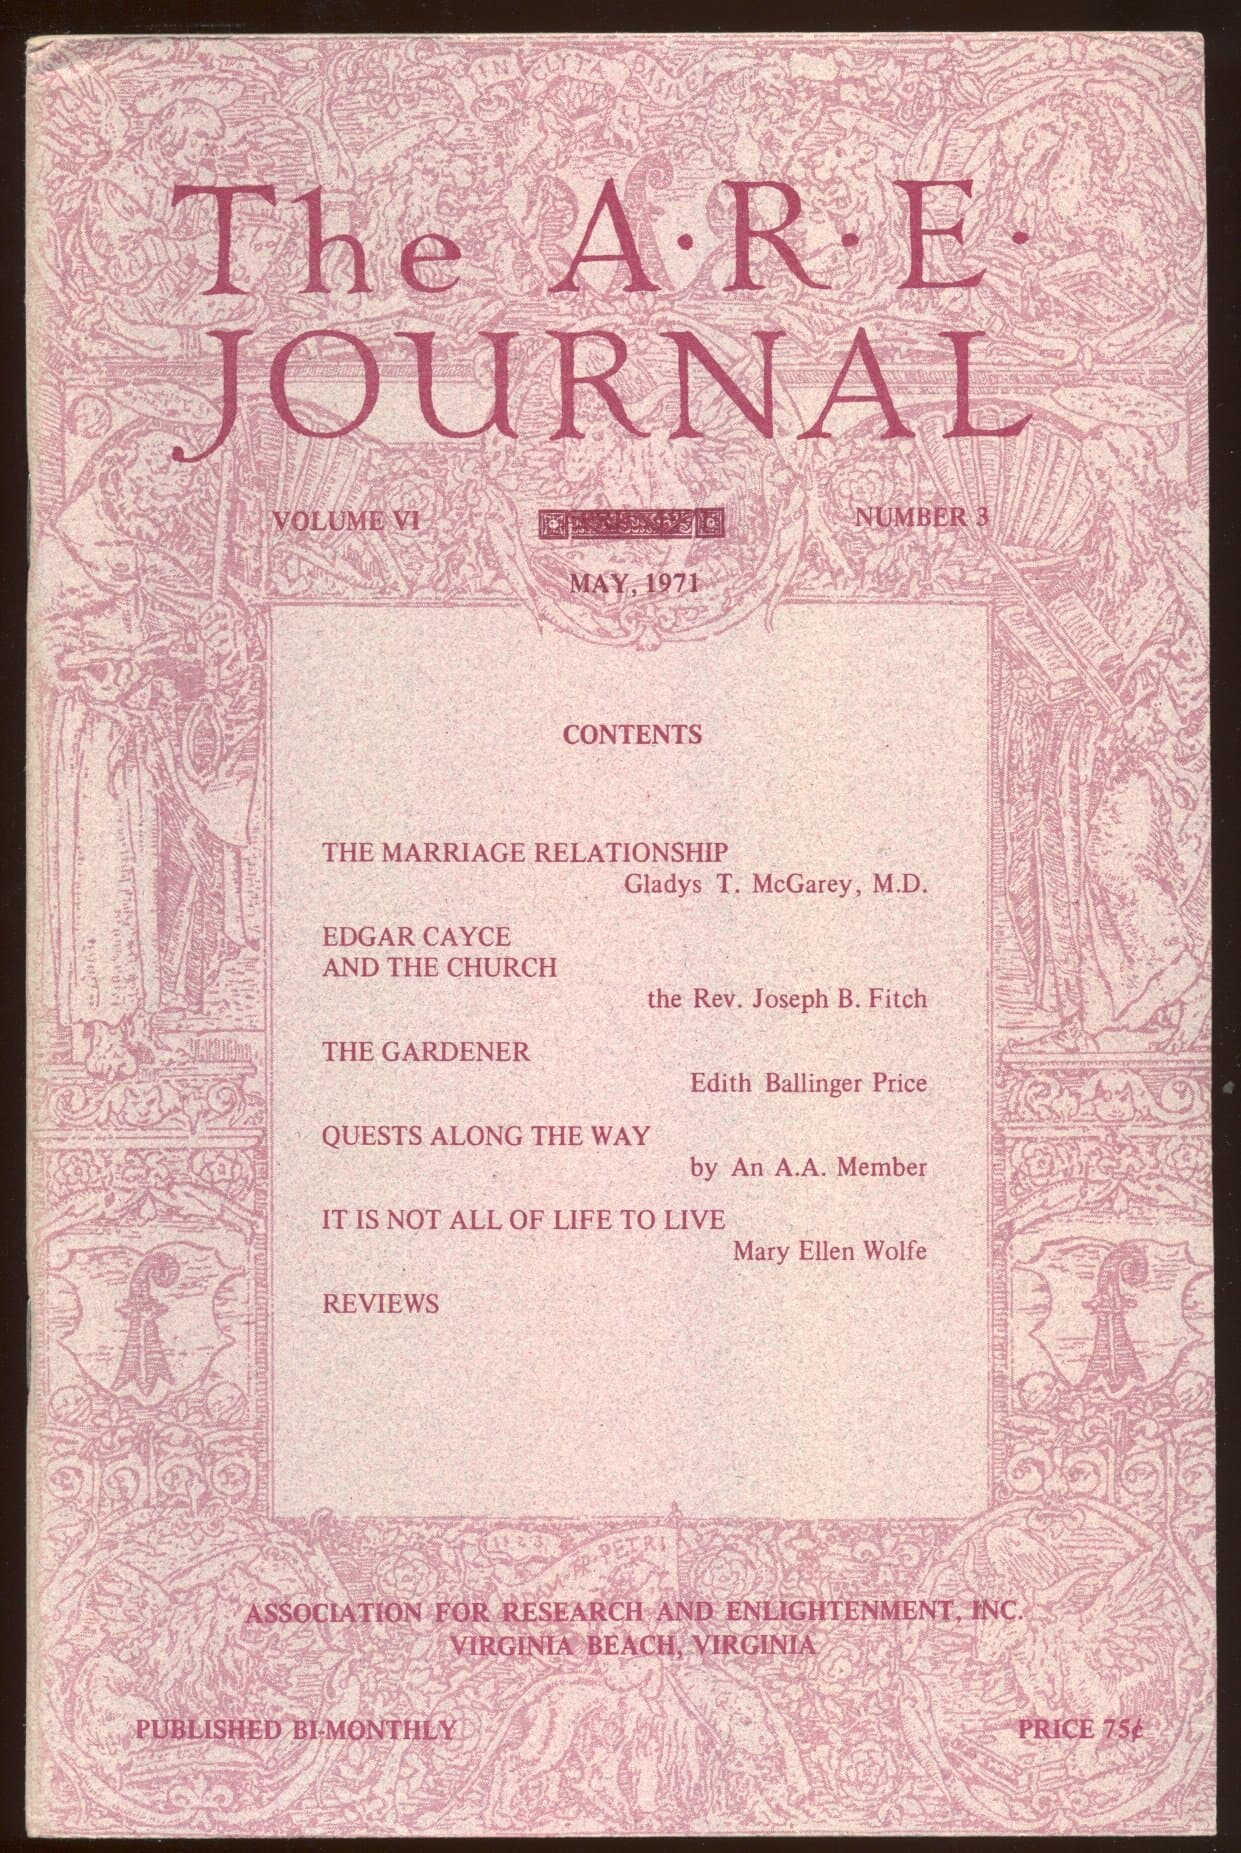 INCLYTA BASILEA
The A·R·E·
JOURNAL
VOLUME VI
NUMBER 3
MAY, 1971
CONTENTS
THE MARRIAGE RELATIONSHIP
Gladys T. McGarey, M.D.
EDGAR CAYCE
AND THE CHURCH
the Rev. Joseph B. Fitch
THE GARDENER
Edith Ballinger Price
QUESTS ALONG THE WAY
by An A.A. Member
IT IS NOT ALL OF LIFE TO LIVE
Mary Ellen Wolfe
REVIEWS
PETRI
ASSOCIATION FOR RESEARCH AND ENLIGHTENMENT, INC.
VIRGINIA BEACH, VIRGINIA
PUBLISHED BI-MONTHLY
PRICE 75¢